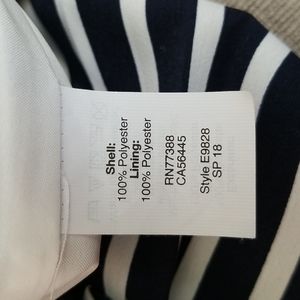 Shell:
100% Polyester
Lining:
100% Polyester
RN77388
CA56445
Style E9828
SP 18